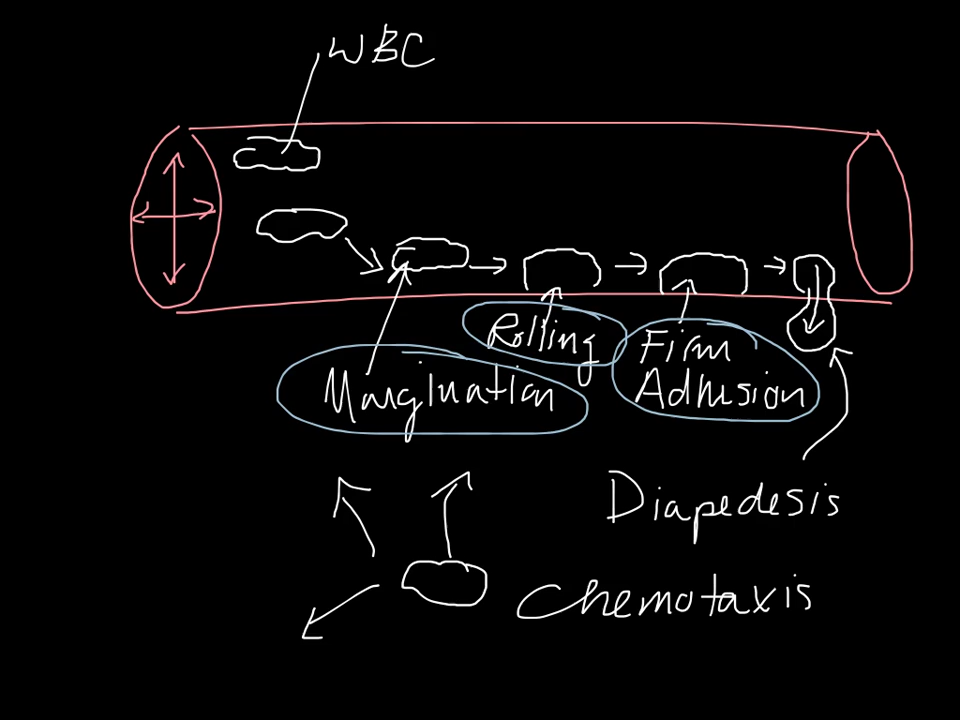 WBC
Rolling
Margination
Firm
Adhesion
Diapedesis
Chemotaxis